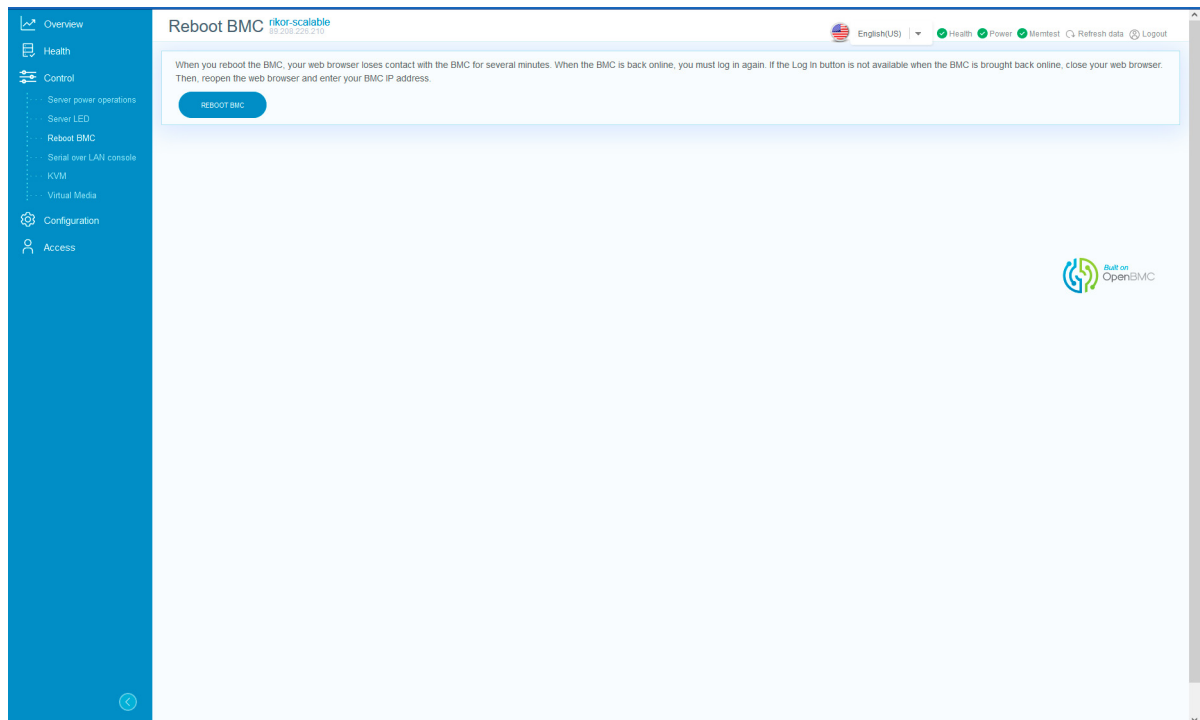 Overview
Health
Control
Server power operations
Server LED
Reboot BMC
Serial over LAN console
KVM
Virtual Media
Configuration
Access
Reboot BMC rikor-scalable
89.208.229.210
English(US) Health Power Memtest Refresh data Logout
When you reboot the BMC, your web browser loses contact with the BMC for several minutes. When the BMC is back online, you must log in again. If the Log In button is not available when the BMC is brought back online, close your web browser.
Then, reopen the web browser and enter your BMC IP address.
REBOOT BMC
Built on
OpenBMC